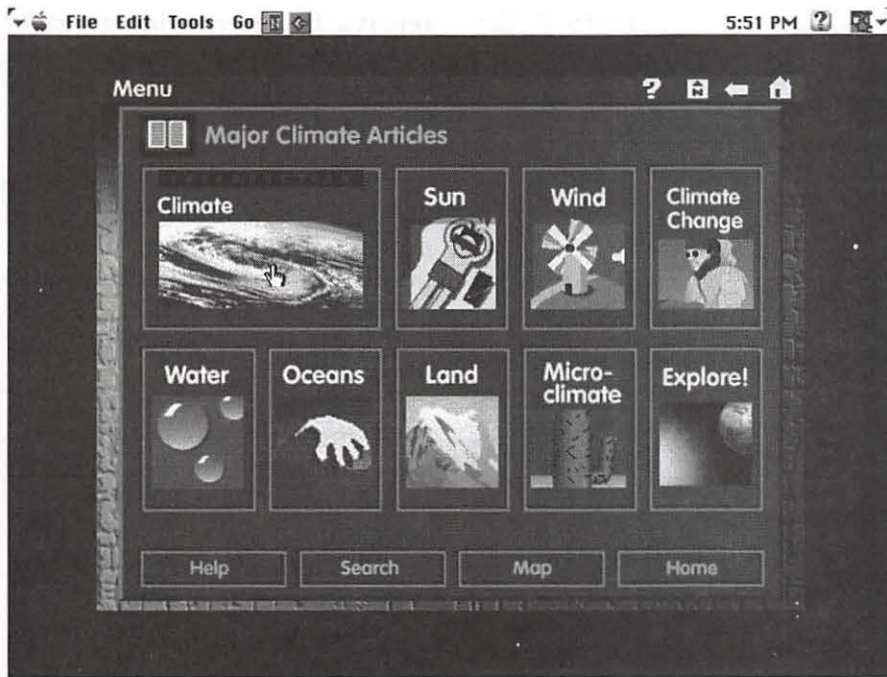 File Edit Tools Go 5:51 PM
Menu
Major Climate Articles
Climate
Sun
Wind
Climate
Change
Water
Oceans
Land
Micro-
climate
Explore!
Help
Search
Map
Home